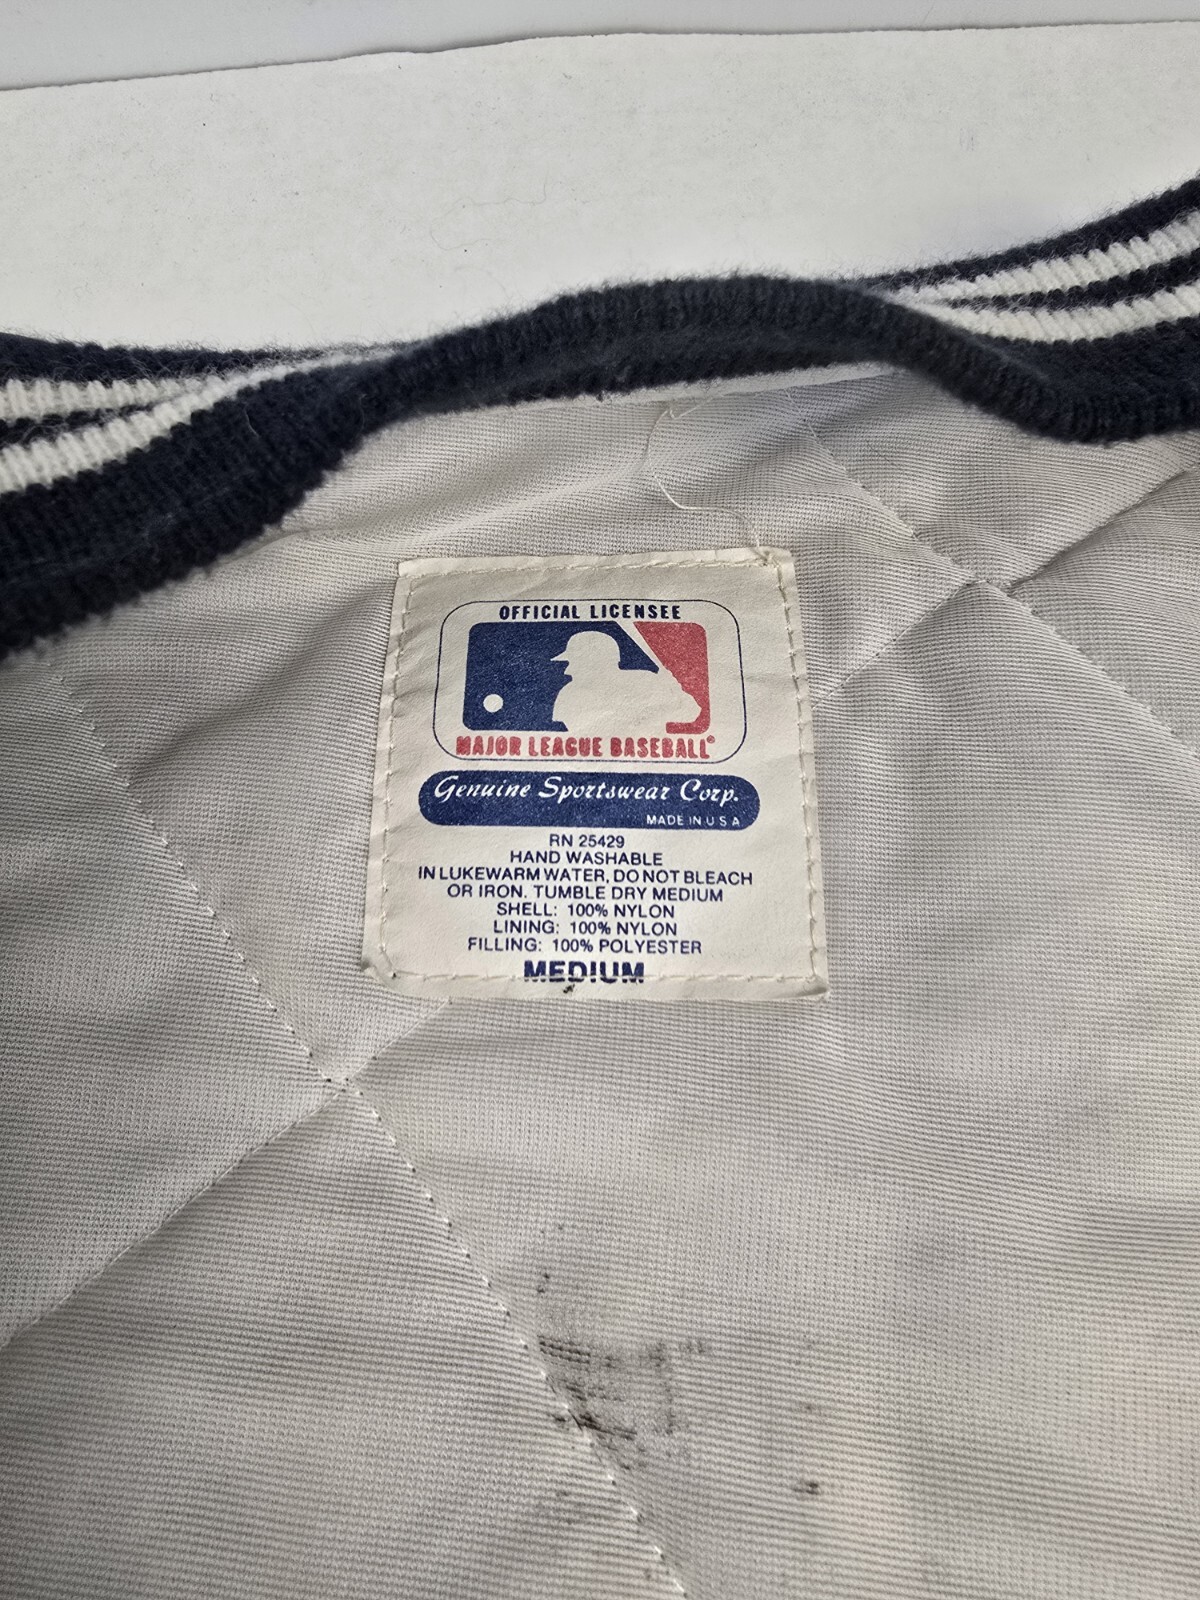 OFFICIAL LICENSEE
MAJOR LEAGUE BASEBALL®
Genuine Sportswear Corp.
MADE IN U S A
RN 25429
HAND WASHABLE
IN LUKEWARM WATER, DO NOT BLEACH
OR IRON. TUMBLE DRY MEDIUM
SHELL: 100% NYLON
LINING: 100% NYLON
FILLING: 100% POLYESTER
MEDIUM